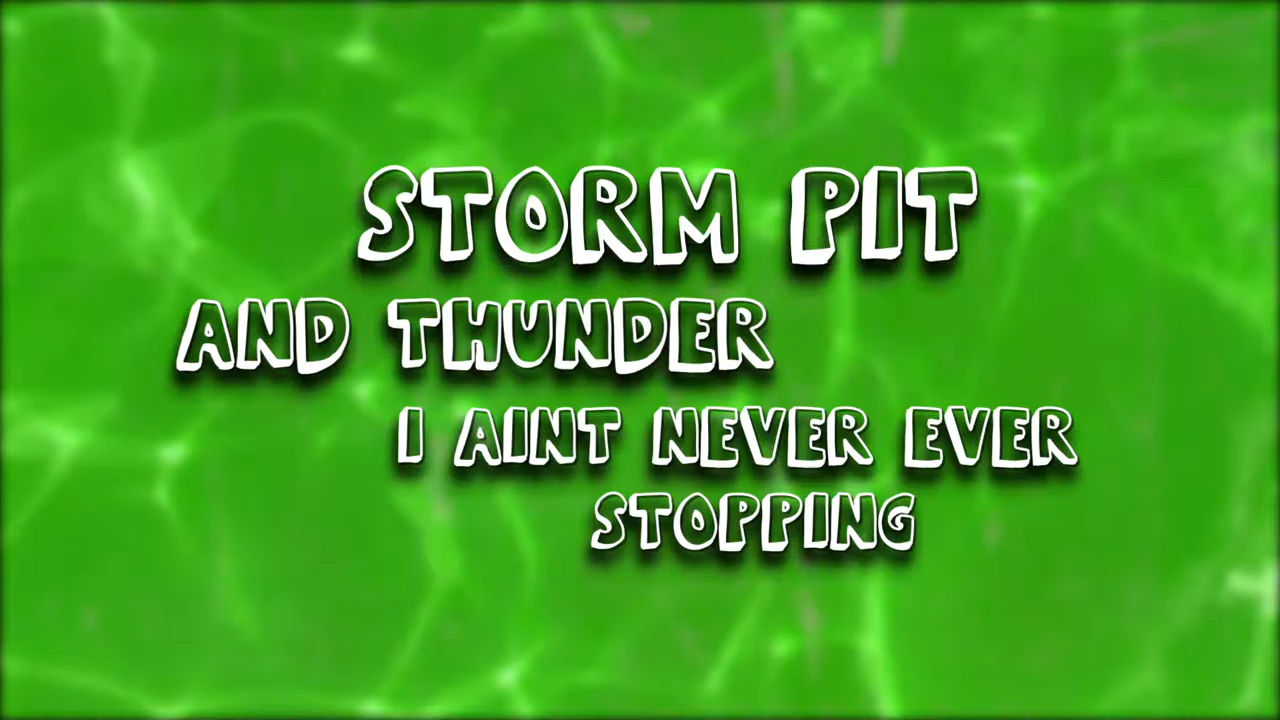 STORM PIT
AND THUNDER
I AINT NEVER EVER
STOPPING